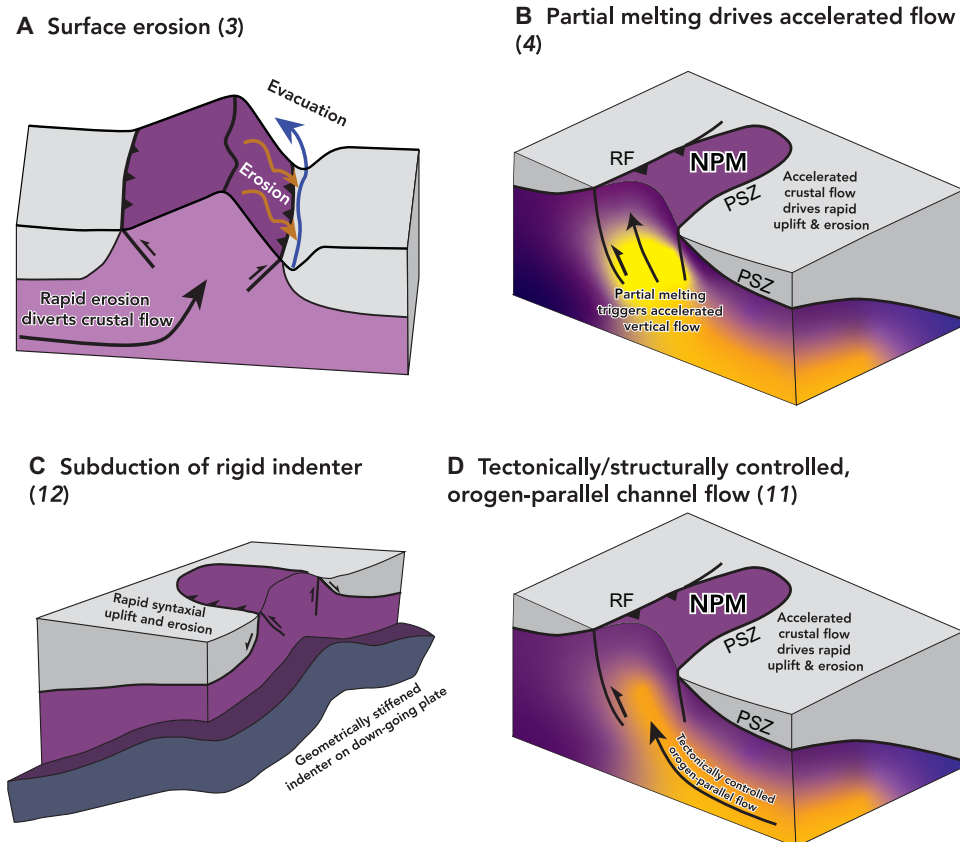 A Surface erosion (3)
Evacuation
Erosion
Rapid erosion
diverts crustal flow
B Partial melting drives accelerated flow
(4)
RF
NPM
PSZ
Accelerated
crustal flow
drives rapid
uplift & erosion
PSZ
Partial melting
triggers accelerated
vertical flow
C Subduction of rigid indenter
(12)
Rapid syntaxial
uplift and erosion
Geometrically stiffened
indenter on down-going plate
D Tectonically/structurally controlled,
orogen-parallel channel flow (11)
RF
NPM
PSZ
Accelerated
crustal flow
drives rapid
uplift & erosion
PSZ
Tectonically controlled
orogen-parallel flow